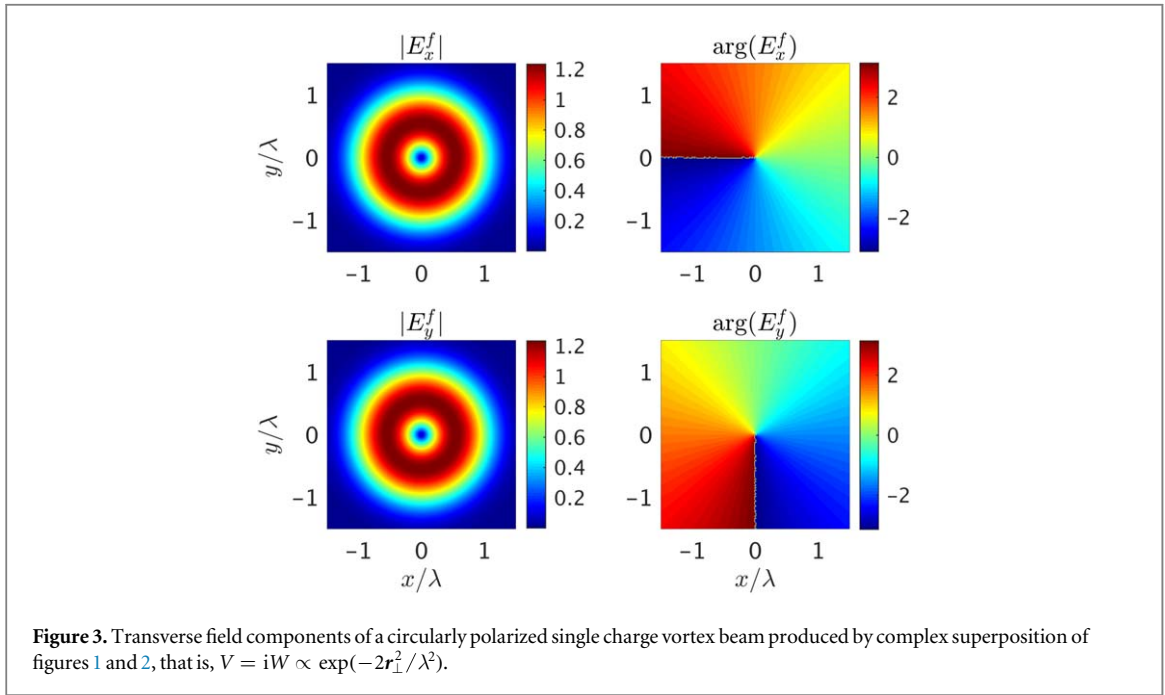 |E_x^f| arg(E_x^f)
1.2
1
0.8
0.6
0.4
0.2
2
0
-2
1
0
-1
y/λ
-1 0 1
1
0
-1
-1 0 1
|E_y^f| arg(E_y^f)
1.2
1
0.8
0.6
0.4
0.2
2
0
-2
1
0
-1
y/λ
-1 0 1
x/λ
1
0
-1
-1 0 1
x/λ
Figure 3. Transverse field components of a circularly polarized single charge vortex beam produced by complex superposition of
figures 1 and 2, that is, V = iW ∝ exp(−2r_⊥^2/λ^2).